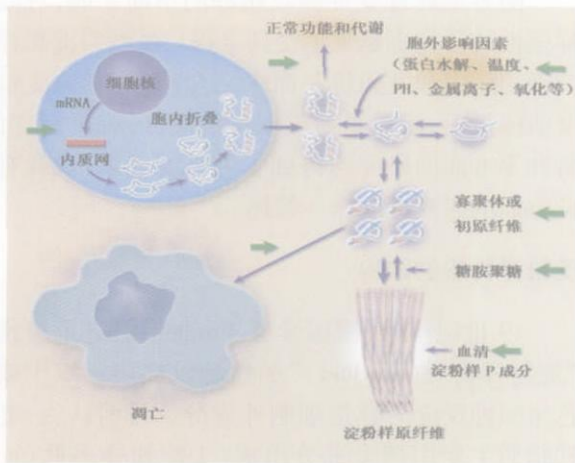 正常功能和代谢
胞外影响因素
(蛋白水解、温度、
PH、金属离子、氧化等)
细胞核
mRNA
胞内折叠
内质网
寡聚体或
初原纤维
糖胺聚糖
血清
淀粉样 P 成分
凋亡
淀粉样原纤维